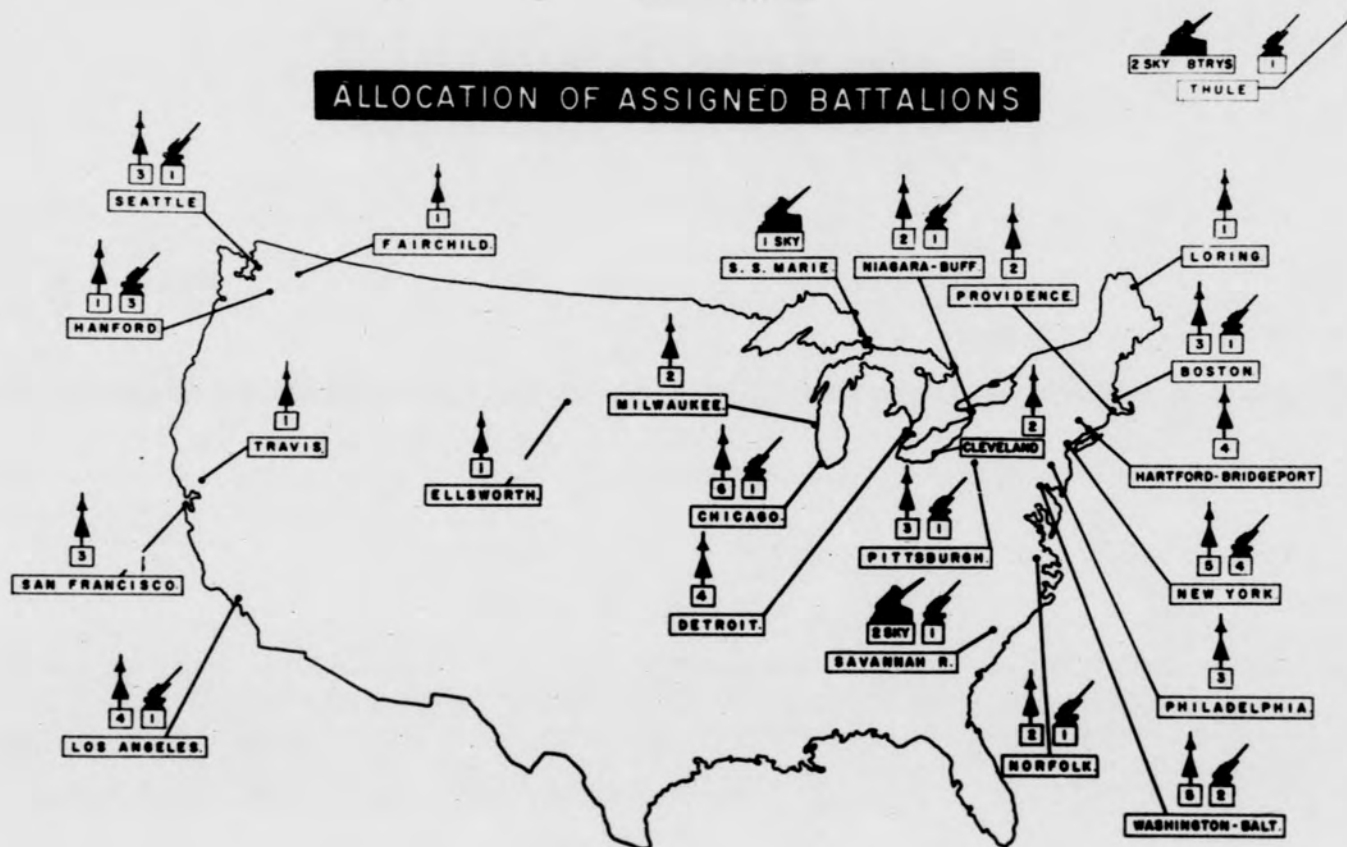 2 SKY BTRYS 1
THULE
ALLOCATION OF ASSIGNED BATTALIONS
3 1
SEATTLE
1
FAIRCHILD.
1 SKY
S. S. MARIE.
2 1
NIAGARA-BUFF.
2
PROVIDENCE.
1
LORING.
1 3
HANFORD
3 1
BOSTON
2
MILWAUKEE.
1
TRAVIS.
1
ELLSWORTH.
2
CLEVELAND
4
HARTFORD-BRIDGEPORT
6 1
CHICAGO.
3 1
PITTSBURGH.
3
SAN FRANCISCO.
4
DETROIT.
5 4
NEW YORK.
2 SKY 1
SAVANNAH R.
3
PHILADELPHIA.
4 1
LOS ANGELES.
2 1
NORFOLK.
2
WASHINGTON-BALT.